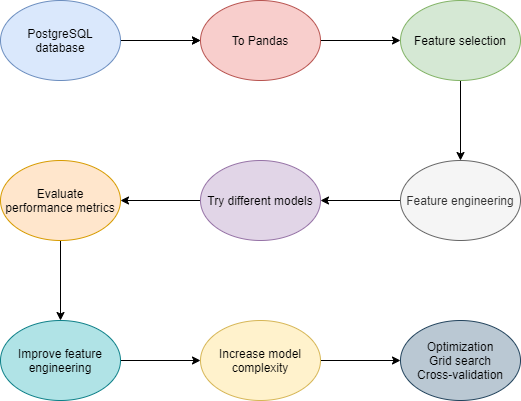 PostgreSQL
database
To Pandas
Feature selection
Feature engineering
Try different models
Evaluate
performance metrics
Improve feature
engineering
Increase model
complexity
Optimization
Grid search
Cross-validation